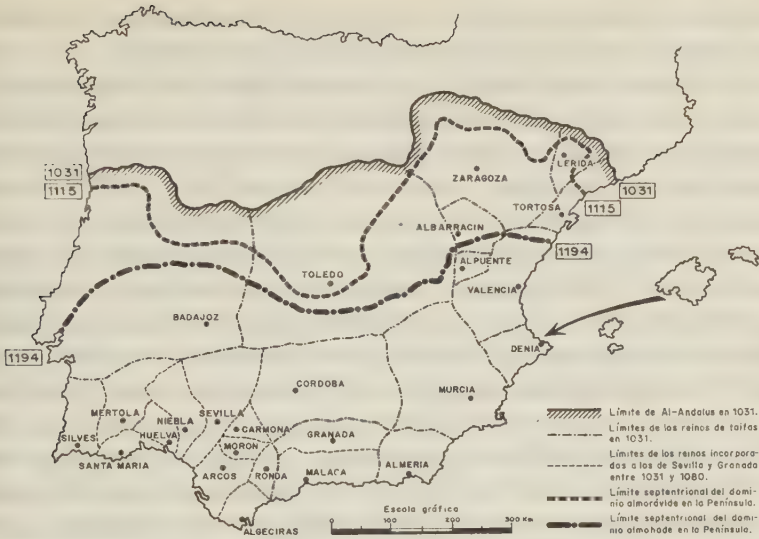 1031
1115
LERIDA
ZARAGOZA
1031
1115
TORTOSA
ALBARRACIN
1194
ALPUENTE
TOLEDO
VALENCIA
BADAJOZ
1194
DENIA
CORDOBA
MURCIA
MERTOLA
NIEBLA
SEVILLA
CARMONA
GRANADA
SILVES
HUELVA
MORON
SANTA MARIA
ARCOS
RONDA
MALACA
ALMERIA
ALGECIRAS
Límite de Al-Andalus en 1031.
Límites de los reinos de taifas
en 1031.
Límites de los reinos incorpora-
dos a los de Sevilla y Granada
entre 1031 y 1080.
Límite septentrional del domi-
nio almorávide en la Península.
Límite septentrional del domi-
nio almohade en la Península.
Escala gráfica
0 100 200 300 Km